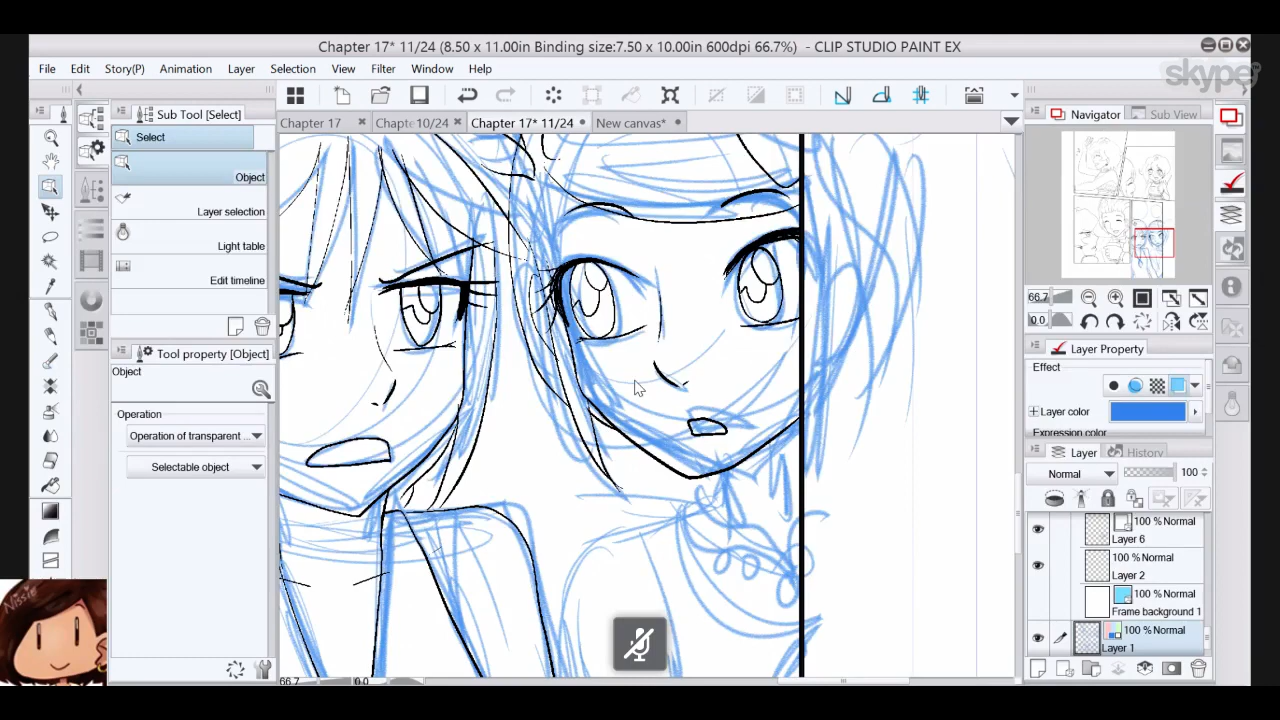 Chapter 17* 11/24 (8.50 x 11.00in Binding size:7.50 x 10.00in 600dpi 66.7%) - CLIP STUDIO PAINT EX
File Edit Story(P) Animation Layer Selection View Filter Window Help
skype
Sub Tool [Select]
Chapter 17 Chapte 10/24 Chapter 17* 11/24 New canvas*
Navigator Sub View
Select
Object
Layer selection
Light table
Edit timeline
66.7
0.0
Tool property [Object]
Layer Property
Object
Effect
Operation
Layer color
Operation of transparent ...
Expression color
Selectable object
Layer History
Normal 100
100 % Normal
Layer 6
100 % Normal
Layer 2
100 % Normal
Frame background 1
100 % Normal
Layer 1
Nissie
66.7 0.0